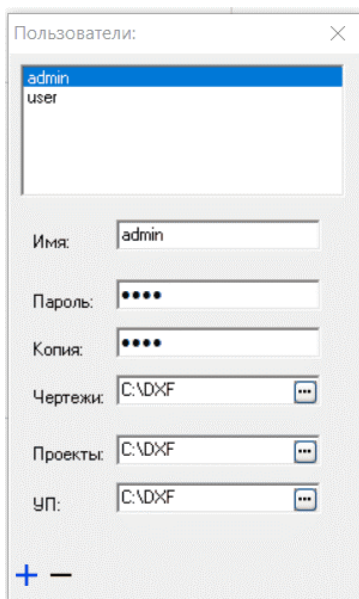 Пользователи:
admin
user
Имя: admin
Пароль: ••••
Копия: ••••
Чертежи: C:\DXF
Проекты: C:\DXF
УП: C:\DXF